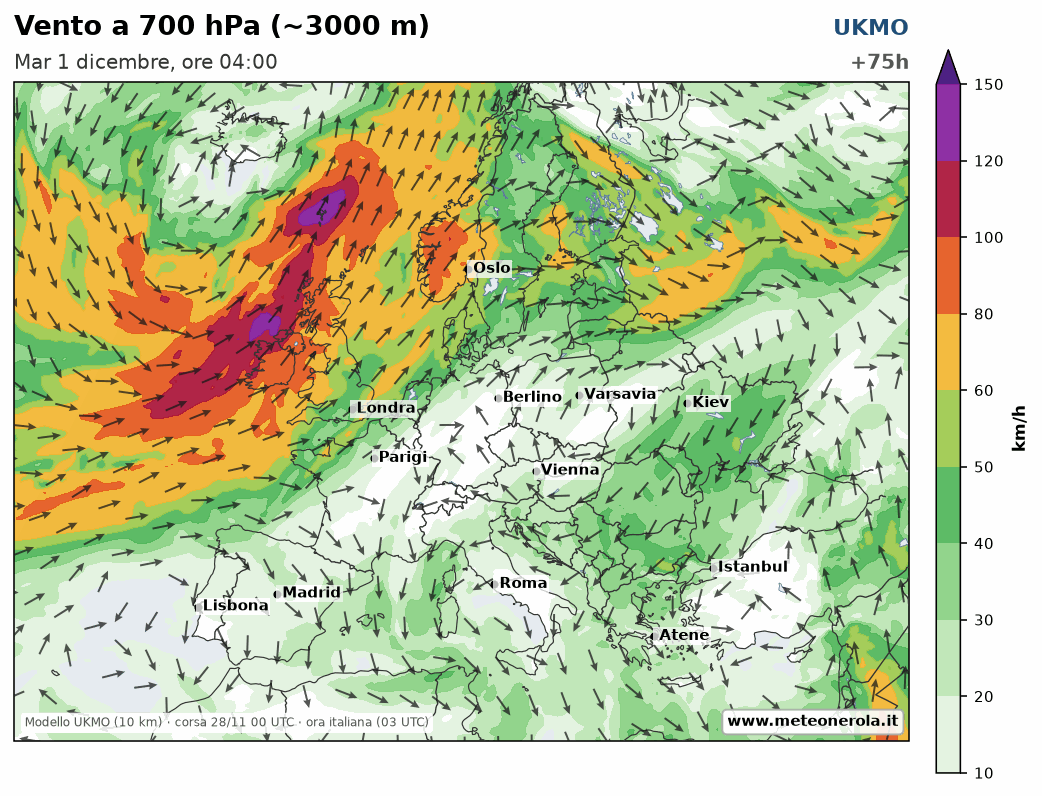 Vento a 700 hPa (~3000 m)
UKMO
Mar 1 dicembre, ore 04:00
+75h
150
120
100
80
60
50
40
30
20
10
km/h
Oslo
Londra
Berlino
Varsavia
Kiev
Parigi
Vienna
Istanbul
Roma
Madrid
Lisbona
Atene
Modello UKMO (10 km) · corsa 28/11 00 UTC · ora italiana (03 UTC)
www.meteonerola.it